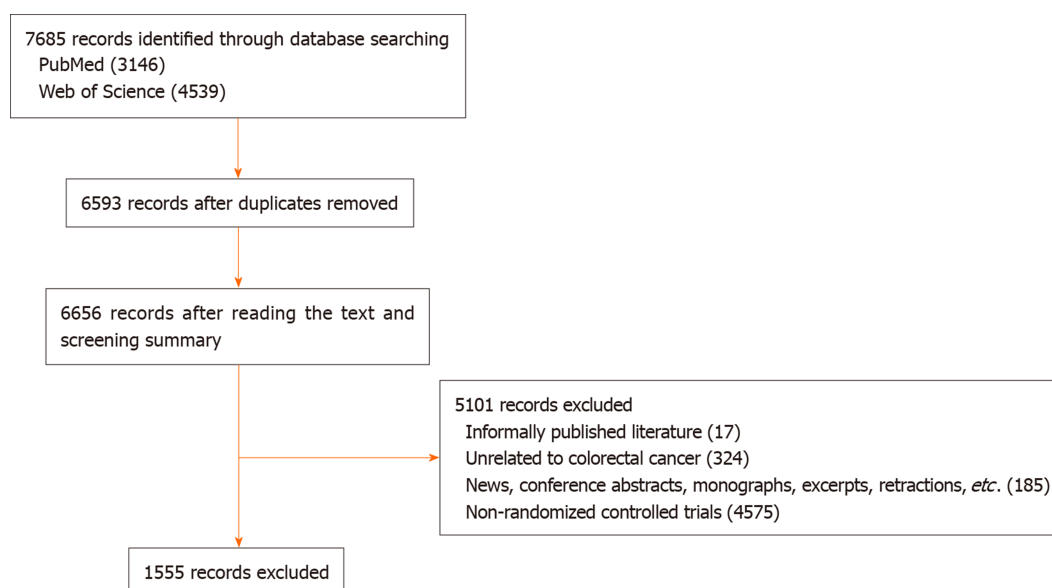 7685 records identified through database searching
PubMed (3146)
Web of Science (4539)
6593 records after duplicates removed
6656 records after reading the text and
screening summary
5101 records excluded
Informally published literature (17)
Unrelated to colorectal cancer (324)
News, conference abstracts, monographs, excerpts, retractions, etc. (185)
Non-randomized controlled trials (4575)
1555 records excluded